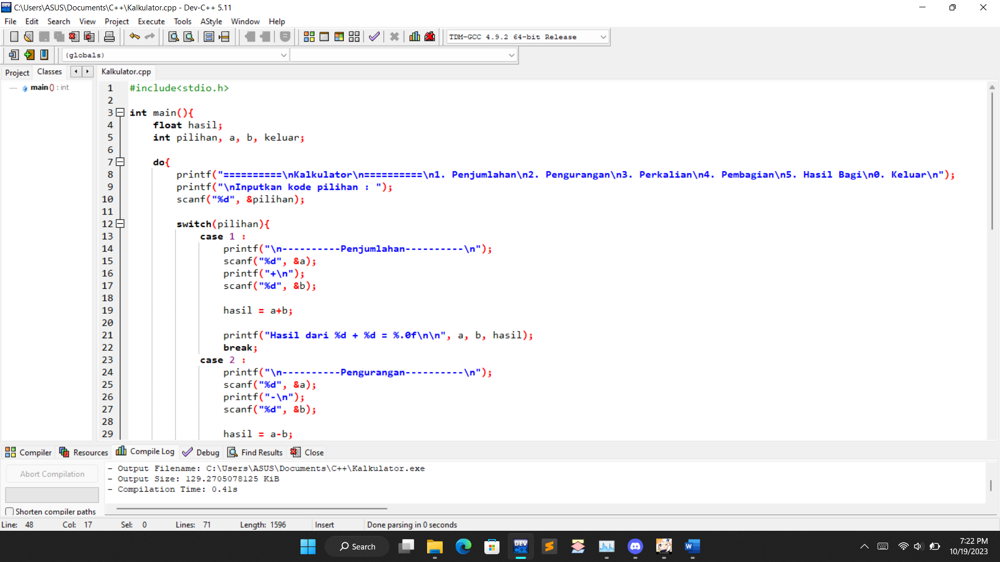 C:\Users\ASUS\Documents\C++\Kalkulator.cpp - Dev-C++ 5.11
File Edit Search View Project Execute Tools AStyle Window Help
TDM-GCC 4.9.2 64-bit Release
(globals)
Project Classes Kalkulator.cpp
main () : int
1 #include<stdio.h>
2
3 int main(){
4 float hasil;
5 int pilihan, a, b, keluar;
6
7 do{
8 printf("==========\nKalkulator\n==========\n1. Penjumlahan\n2. Pengurangan\n3. Perkalian\n4. Pembagian\n5. Hasil Bagi\n0. Keluar\n");
9 printf("\nInputkan kode pilihan : ");
10 scanf("%d", &pilihan);
11
12 switch(pilihan){
13 case 1 :
14 printf("\n----------Penjumlahan----------\n");
15 scanf("%d", &a);
16 printf("+\n");
17 scanf("%d", &b);
18
19 hasil = a+b;
20
21 printf("Hasil dari %d + %d = %.0f\n\n", a, b, hasil);
22 break;
23 case 2 :
24 printf("\n----------Pengurangan----------\n");
25 scanf("%d", &a);
26 printf("-\n");
27 scanf("%d", &b);
28
29 hasil = a-b;
Compiler Resources Compile Log Debug Find Results Close
Abort Compilation
Shorten compiler paths
- Output Filename: C:\Users\ASUS\Documents\C++\Kalkulator.exe
- Output Size: 129.2705078125 KiB
- Compilation Time: 0.41s
Line: 48 Col: 17 Sel: 0 Lines: 71 Length: 1596 Insert Done parsing in 0 seconds
Search
DEV C++
7:22 PM
10/19/2023